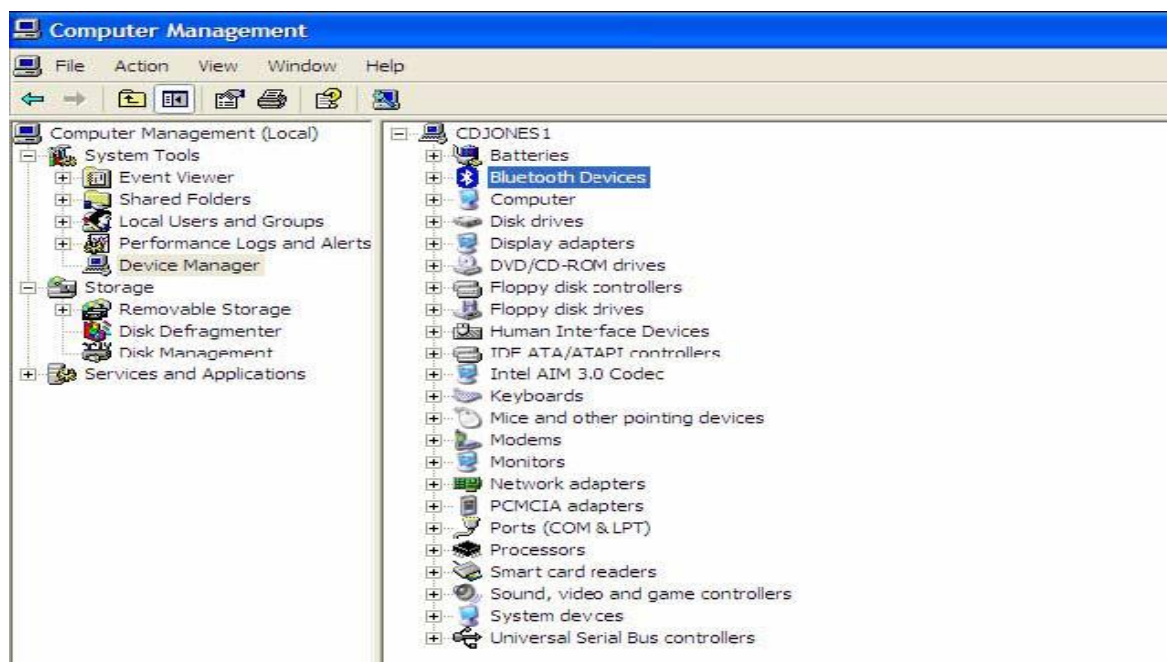 Computer Management
File Action View Window Help
Computer Management (Local)
System Tools
Event Viewer
Shared Folders
Local Users and Groups
Performance Logs and Alerts
Device Manager
Storage
Removable Storage
Disk Defragmenter
Disk Management
Services and Applications
CDJONES1
Batteries
Bluetooth Devices
Computer
Disk drives
Display adapters
DVD/CD-ROM drives
Floppy disk controllers
Floppy disk drives
Human Interface Devices
IDE ATA/ATAPI controllers
Intel AIM 3.0 Codec
Keyboards
Mice and other pointing devices
Modems
Monitors
Network adapters
PCMCIA adapters
Ports (COM & LPT)
Processors
Smart card readers
Sound, video and game controllers
System devices
Universal Serial Bus controllers